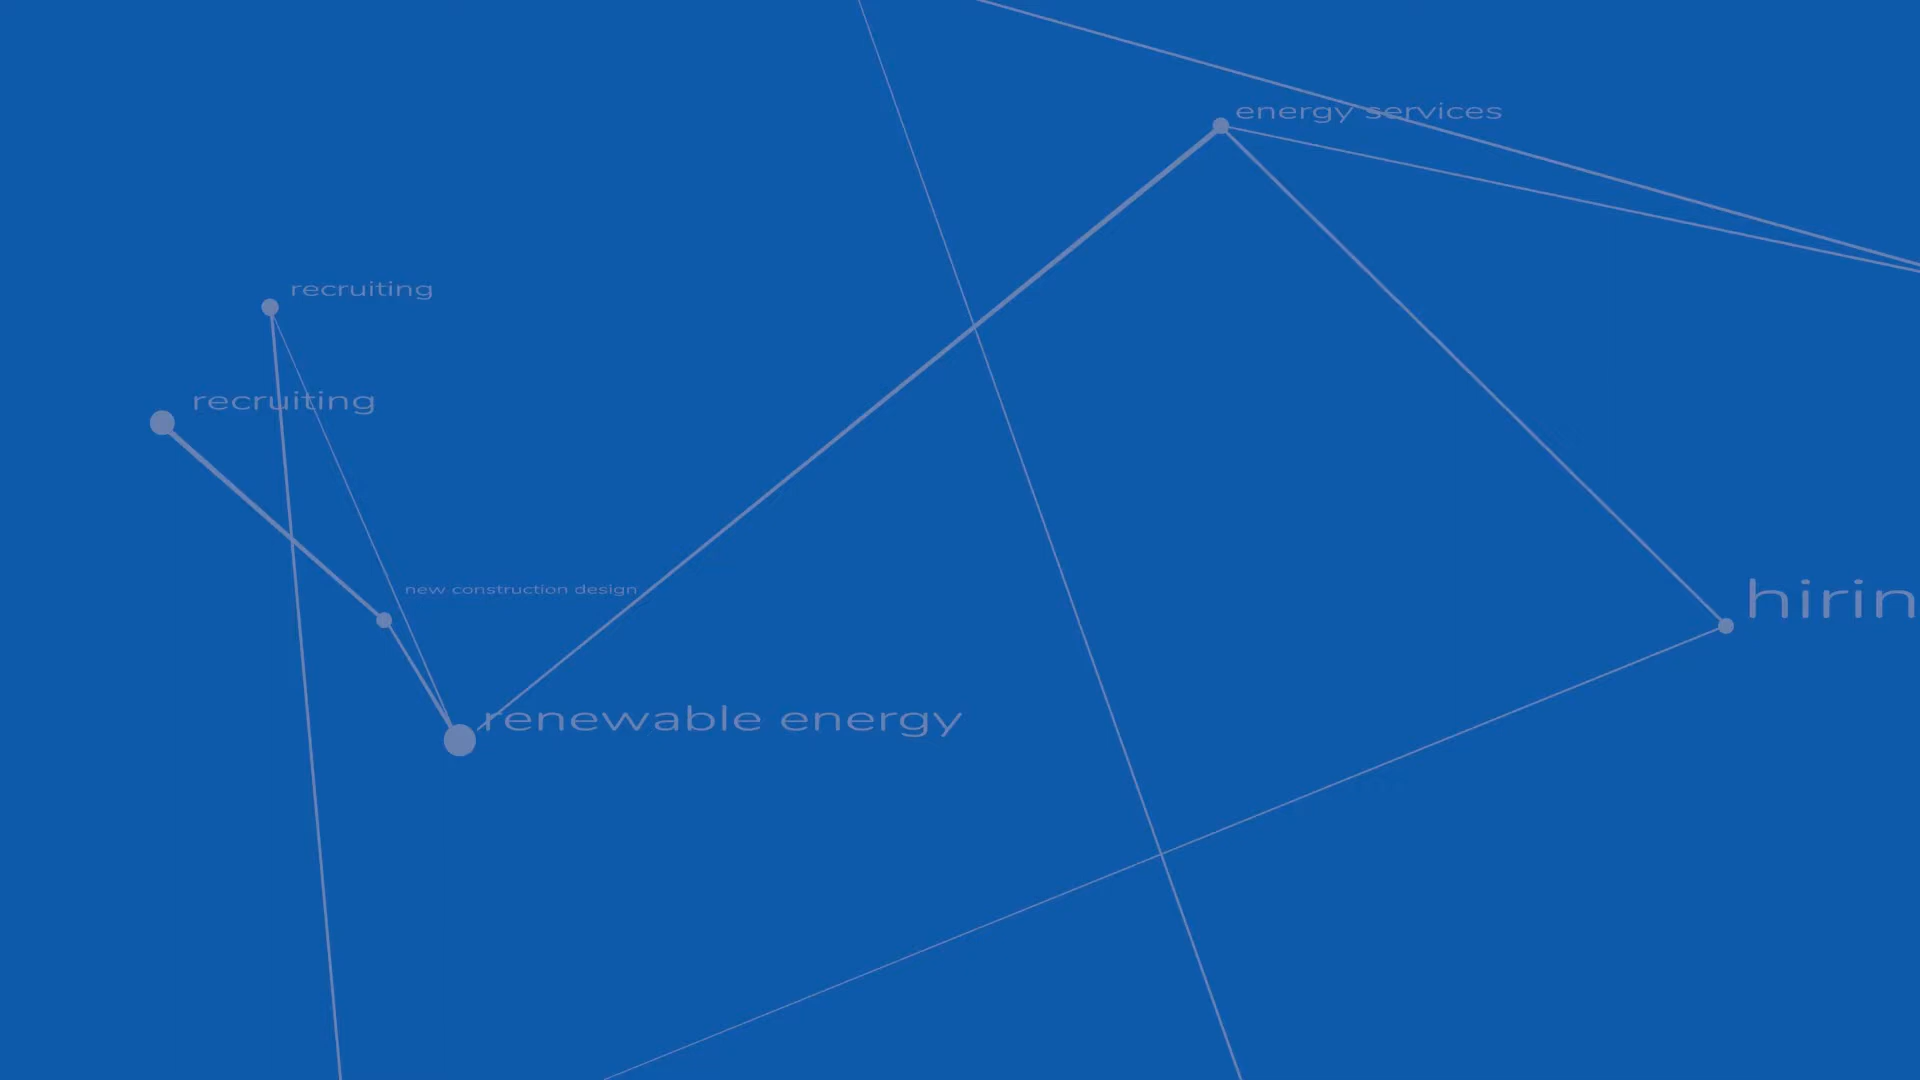 energy services
recruiting
recruiting
new construction design
hirin
renewable energy